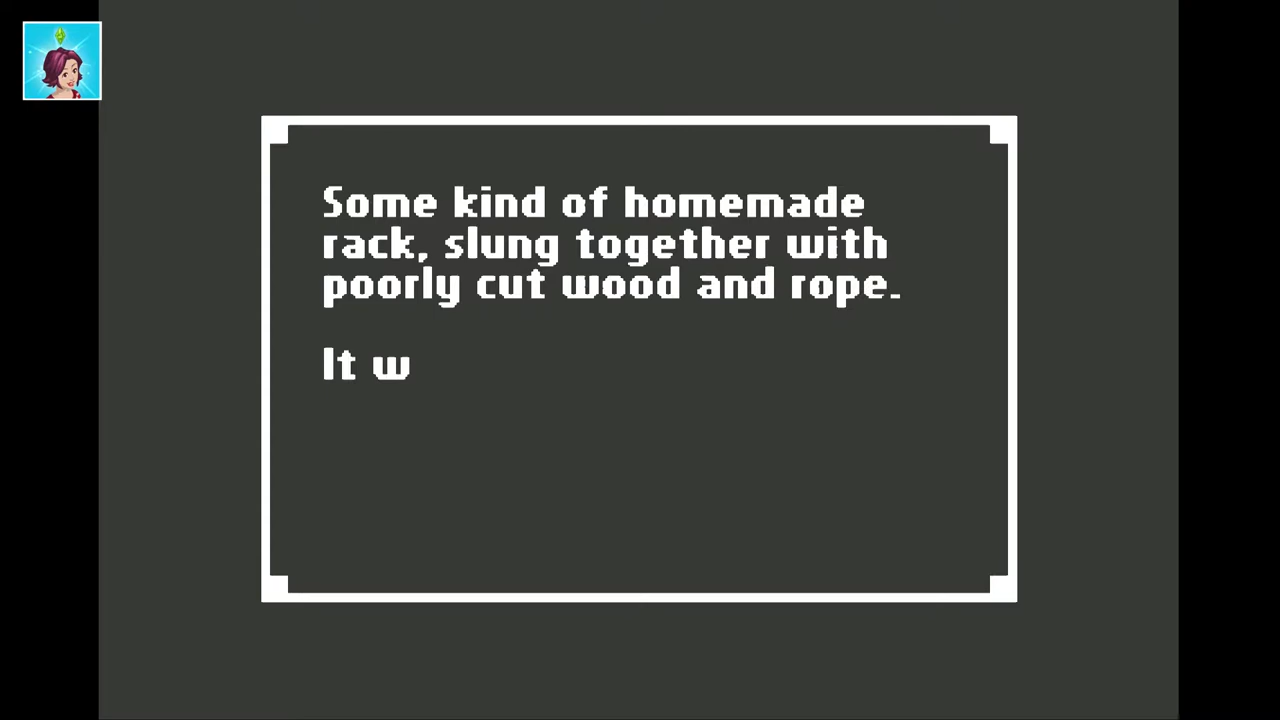 Some kind of homemade
rack, slung together with
poorly cut wood and rope.
It w